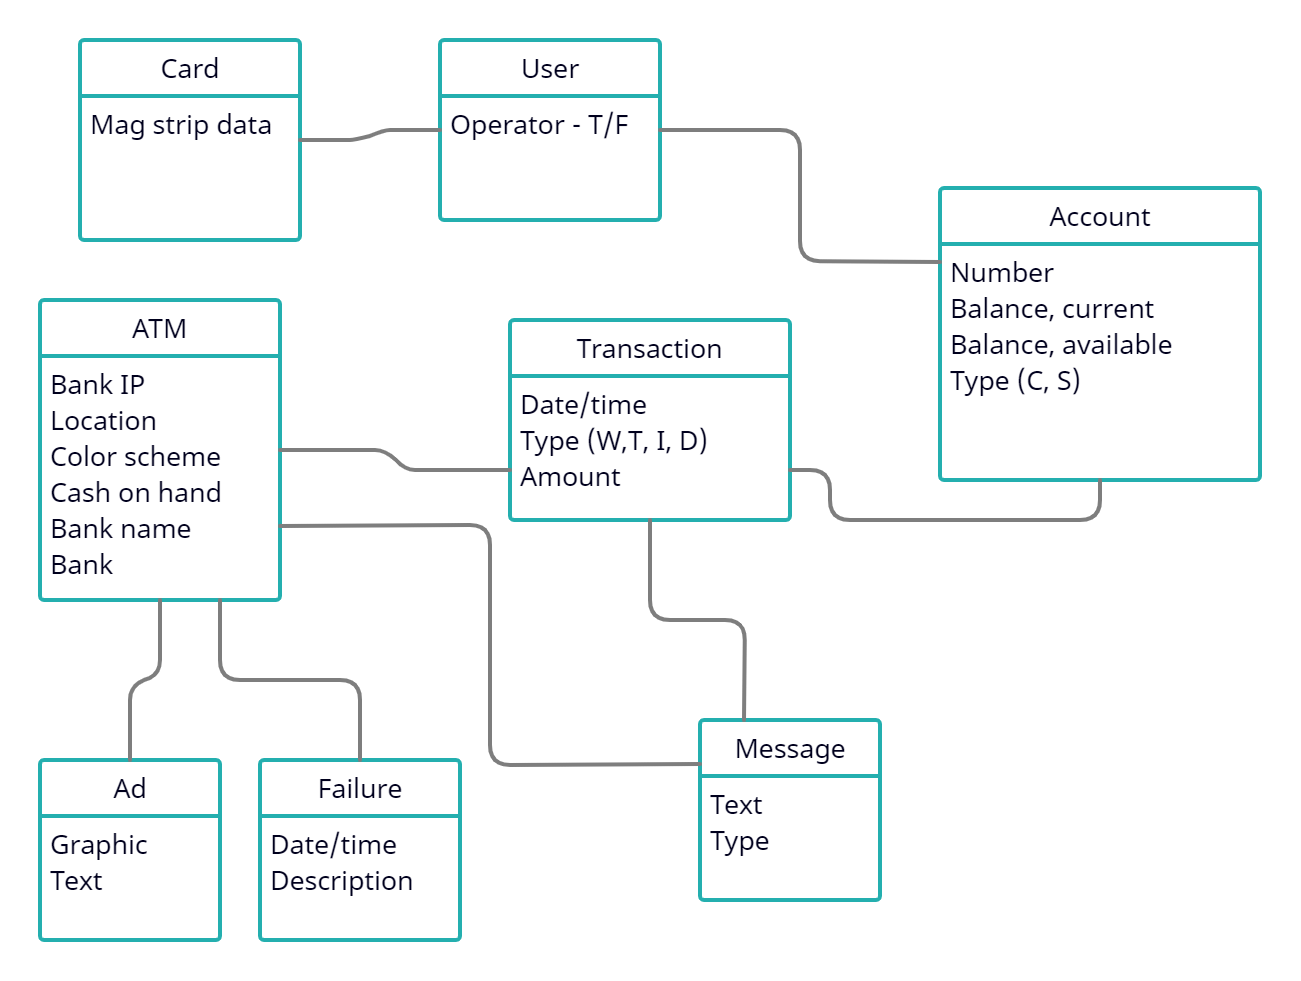 Card
Mag strip data
User
Operator - T/F
Account
Number
Balance, current
Balance, available
Type (C, S)
ATM
Bank IP
Location
Color scheme
Cash on hand
Bank name
Bank
Transaction
Date/time
Type (W,T, I, D)
Amount
Ad
Graphic
Text
Failure
Date/time
Description
Message
Text
Type